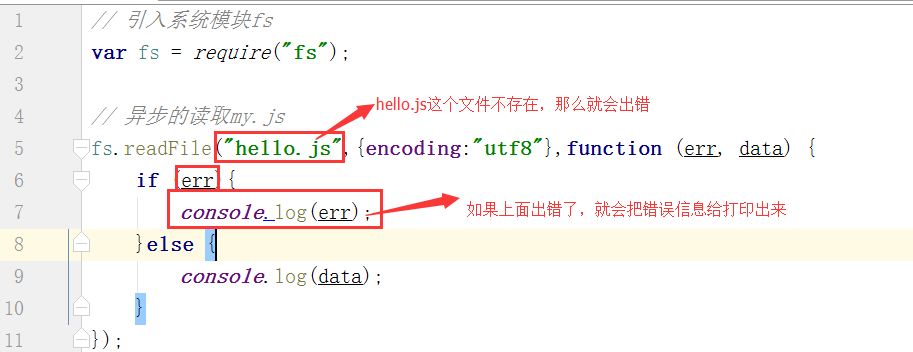 1 // 引入系统模块fs
2 var fs = require("fs");
3
4 // 异步的读取my.js
hello.js这个文件不存在，那么就会出错
5 fs.readFile("hello.js",{encoding:"utf8"},function (err, data) {
6 if (err){
7 console.log(err);
如果上面出错了，就会把错误信息给打印出来
8 }else {
9 console.log(data);
10 }
11 });